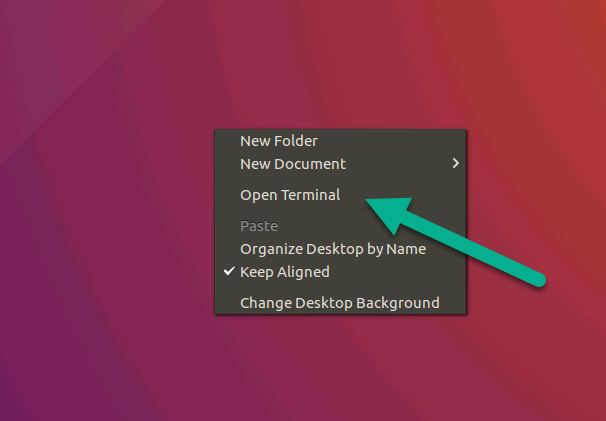 New Folder
New Document
Open Terminal
Paste
Organize Desktop by Name
Keep Aligned
Change Desktop Background